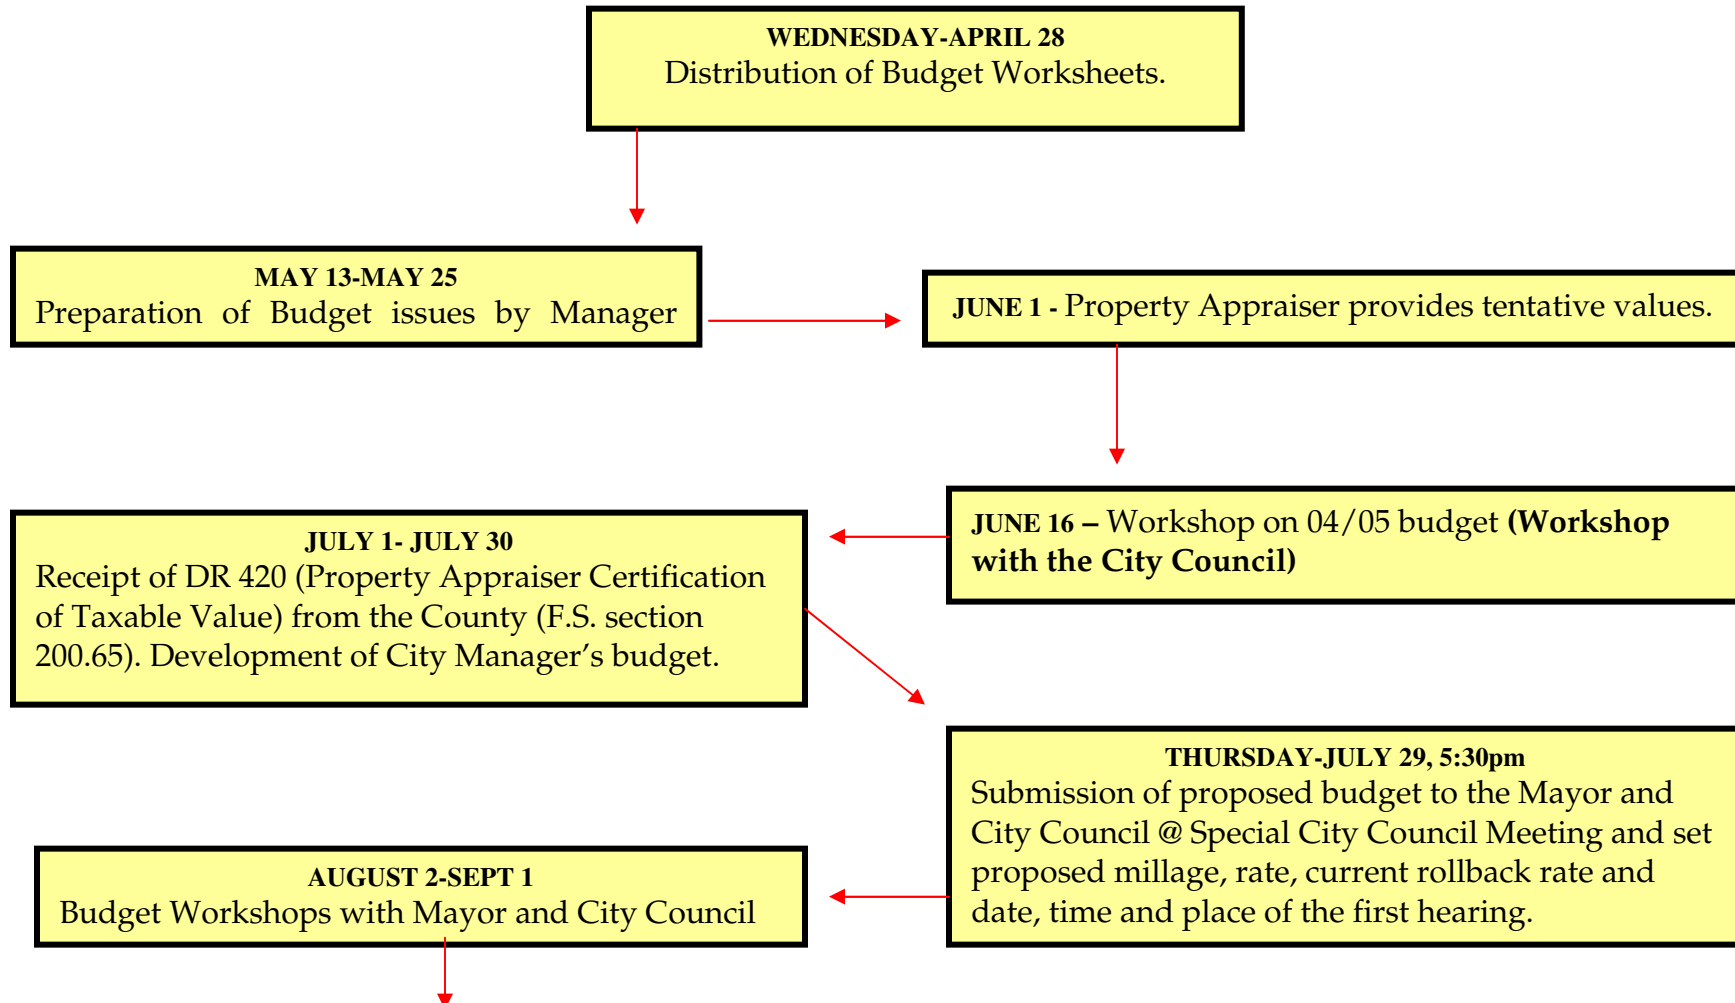 WEDNESDAY-APRIL 28
Distribution of Budget Worksheets.
MAY 13-MAY 25
Preparation of Budget issues by Manager
JUNE 1 - Property Appraiser provides tentative values.
JUNE 16 – Workshop on 04/05 budget (Workshop
with the City Council)
JULY 1- JULY 30
Receipt of DR 420 (Property Appraiser Certification
of Taxable Value) from the County (F.S. section
200.65). Development of City Manager’s budget.
THURSDAY-JULY 29, 5:30pm
Submission of proposed budget to the Mayor and
City Council @ Special City Council Meeting and set
proposed millage, rate, current rollback rate and
date, time and place of the first hearing.
AUGUST 2-SEPT 1
Budget Workshops with Mayor and City Council